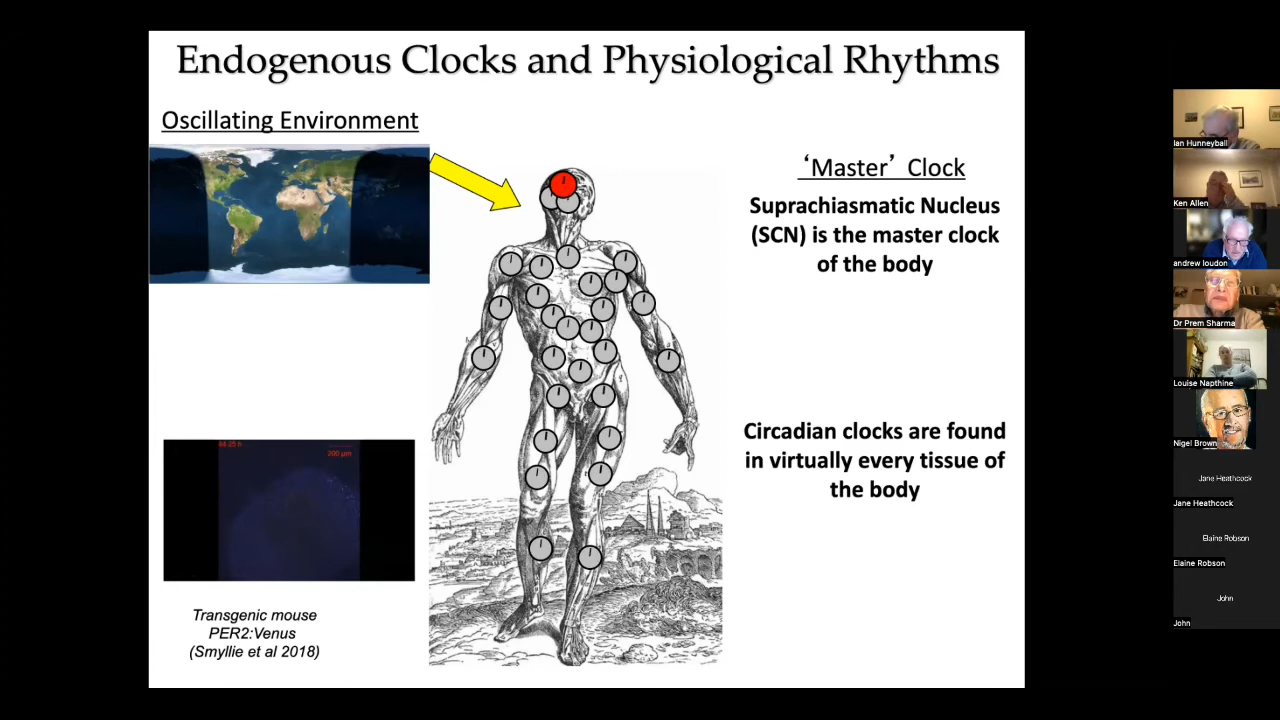 Endogenous Clocks and Physiological Rhythms
Oscillating Environment
‘Master’ Clock
Suprachiasmatic Nucleus
(SCN) is the master clock
of the body
Circadian clocks are found
in virtually every tissue of
the body
200 µm
Transgenic mouse
PER2:Venus
(Smyllie et al 2018)
Ian Hunneyball
Ken Allen
andrew loudon
Dr Prem Sharma
Louise Napthine
Nigel Brown
Jane Heathcock
Jane Heathcock
Elaine Robson
Elaine Robson
John
John